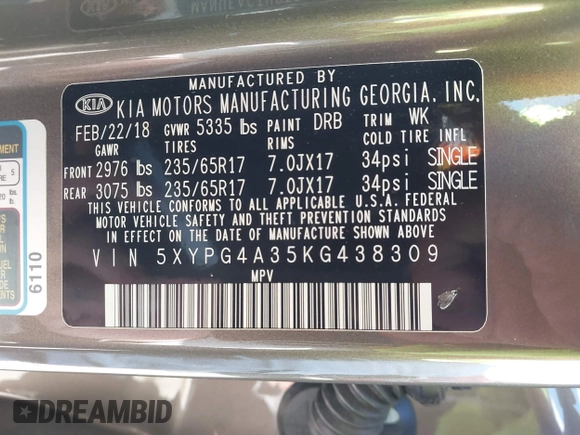 MANUFACTURED BY
KIA KIA MOTORS MANUFACTURING GEORGIA, INC.
FEB/22/18 GVWR 5335 lbs PAINT DRB TRIM WK
GAWR TIRES RIMS COLD TIRE INFL
FRONT 2976 lbs 235/65R17 7.0JX17 34psi SINGLE
REAR 3075 lbs 235/65R17 7.0JX17 34psi SINGLE
THIS VEHICLE CONFORMS TO ALL APPLICABLE U.S.A. FEDERAL
MOTOR VEHICLE SAFETY AND THEFT PREVENTION STANDARDS
IN EFFECT ON THE DATE OF MANUFACTURE SHOWN ABOVE
VIN 5XYPG4A35KG438309
MPV
6110
DREAMBID